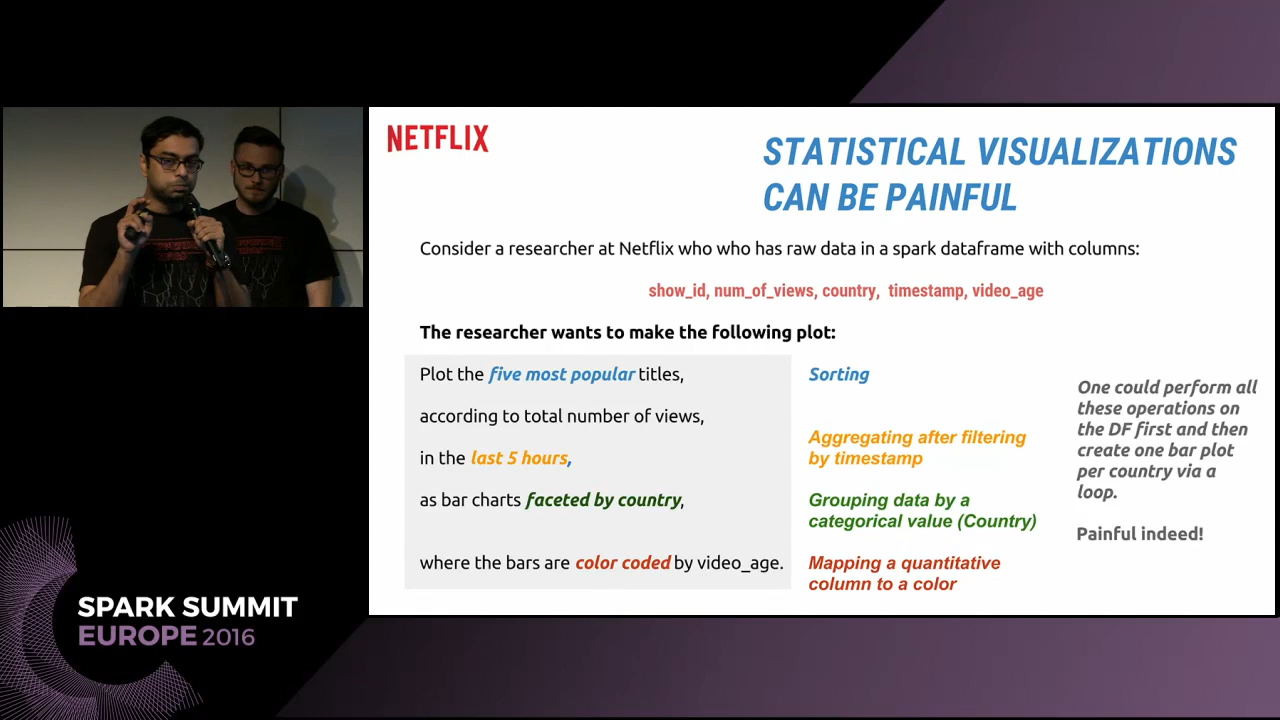 NETFLIX
STATISTICAL VISUALIZATIONS
CAN BE PAINFUL
Consider a researcher at Netflix who who has raw data in a spark dataframe with columns:
show_id, num_of_views, country, timestamp, video_age
The researcher wants to make the following plot:
Plot the five most popular titles,
according to total number of views,
in the last 5 hours,
as bar charts faceted by country,
where the bars are color coded by video_age.
Sorting
Aggregating after filtering
by timestamp
Grouping data by a
categorical value (Country)
Mapping a quantitative
column to a color
One could perform all
these operations on
the DF first and then
create one bar plot
per country via a
loop.
Painful indeed!
SPARK SUMMIT
EUROPE 2016